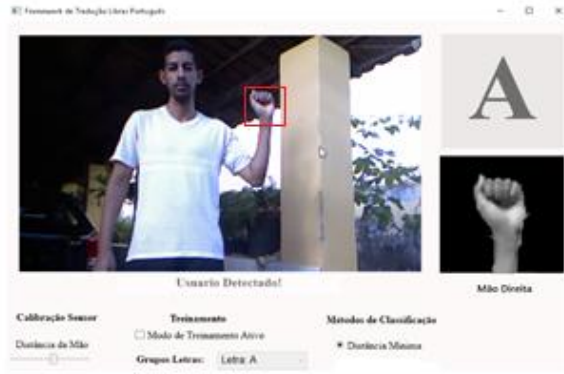 Framework de Tradução Libras Português
A
Usuario Detectado!
Mão Direita
Calibração Sensor
Distância da Mão
Treinamento
Modo de Treinamento Ativo
Grupos Letras: Letra: A
Métodos de Classificação
Distância Mínima